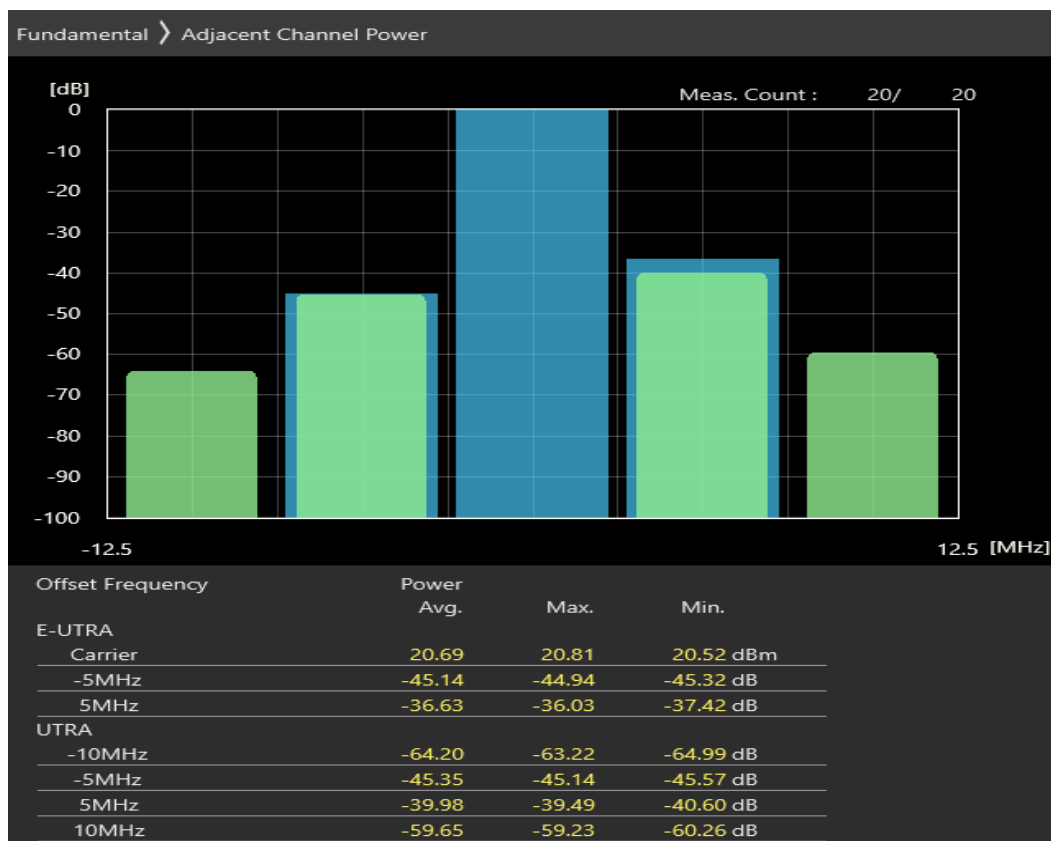 Fundamental 〉 Adjacent Channel Power
[dB]
Meas. Count : 20/ 20
0
-10
-20
-30
-40
-50
-60
-70
-80
-90
-100
-12.5 12.5 [MHz]
Offset Frequency Power
Avg. Max. Min.
E-UTRA
Carrier 20.69 20.81 20.52 dBm
-5MHz -45.14 -44.94 -45.32 dB
5MHz -36.63 -36.03 -37.42 dB
UTRA
-10MHz -64.20 -63.22 -64.99 dB
-5MHz -45.35 -45.14 -45.57 dB
5MHz -39.98 -39.49 -40.60 dB
10MHz -59.65 -59.23 -60.26 dB